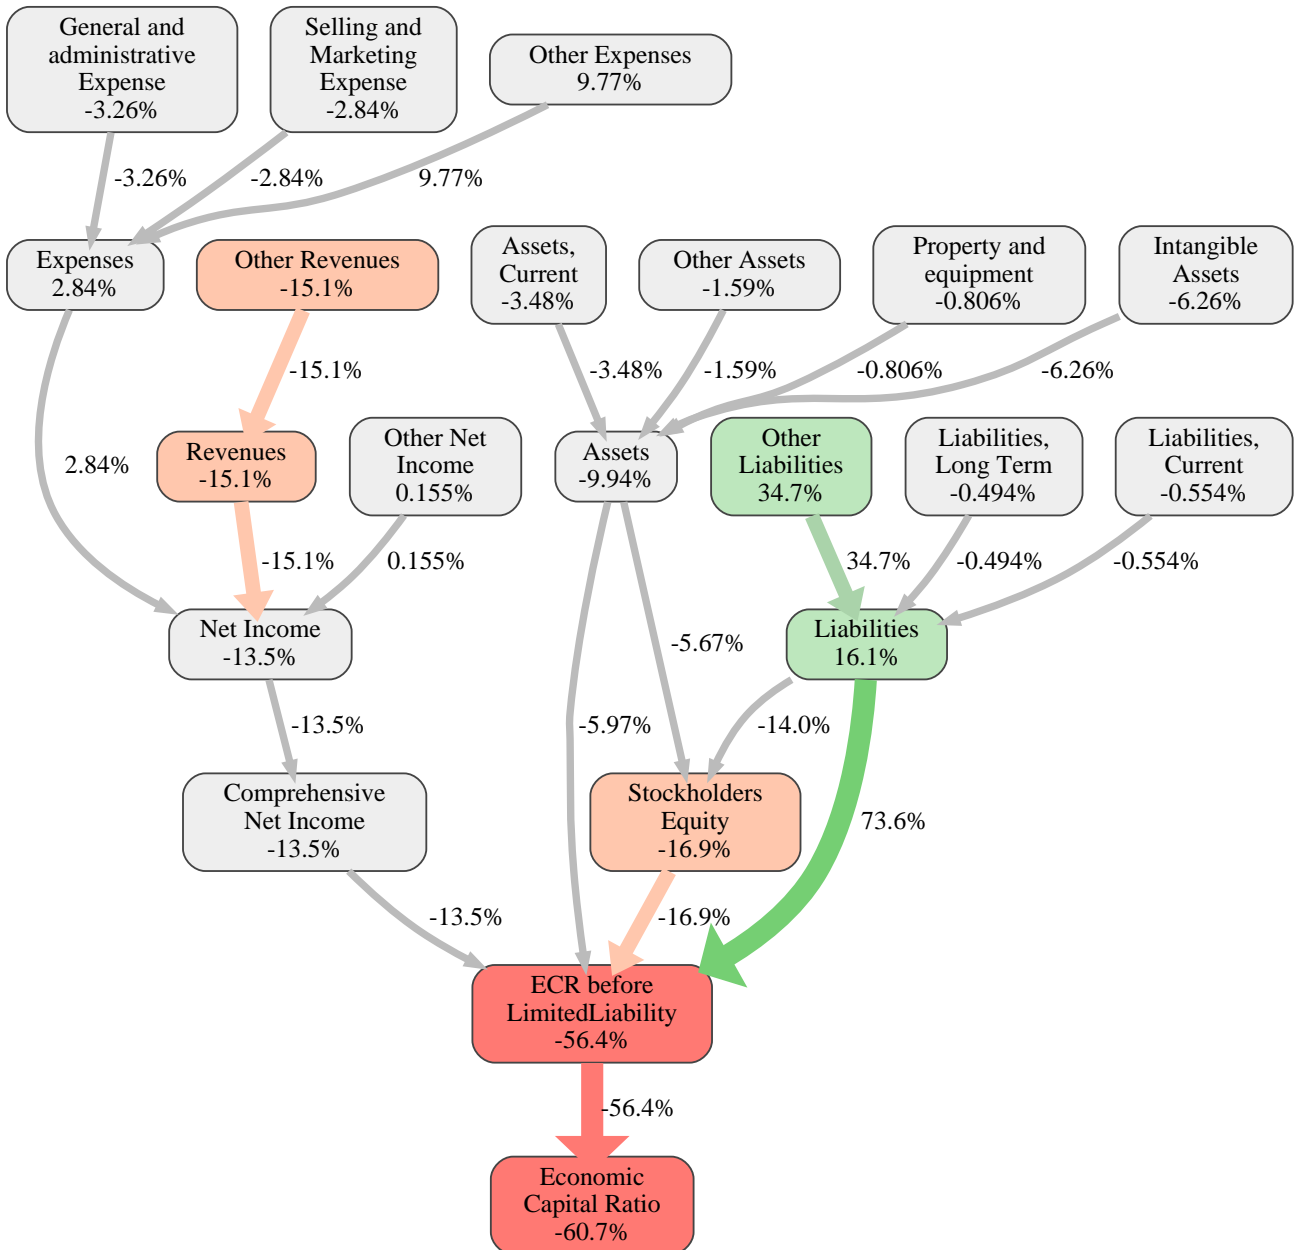 General and
administrative
Expense
-3.26%
Selling and
Marketing
Expense
-2.84%
Other Expenses
9.77%
-3.26%
-2.84%
9.77%
Expenses
2.84%
Other Revenues
-15.1%
Assets,
Current
-3.48%
Other Assets
-1.59%
Property and
equipment
-0.806%
Intangible
Assets
-6.26%
-15.1%
-3.48%
-1.59%
-0.806%
-6.26%
2.84%
Revenues
-15.1%
Other Net
Income
0.155%
Assets
-9.94%
Other
Liabilities
34.7%
Liabilities,
Long Term
-0.494%
Liabilities,
Current
-0.554%
-15.1%
0.155%
34.7%
-0.494%
-0.554%
Net Income
-13.5%
-5.67%
Liabilities
16.1%
-13.5%
-5.97%
-14.0%
Comprehensive
Net Income
-13.5%
Stockholders
Equity
-16.9%
73.6%
-13.5%
-16.9%
ECR before
LimitedLiability
-56.4%
-56.4%
Economic
Capital Ratio
-60.7%